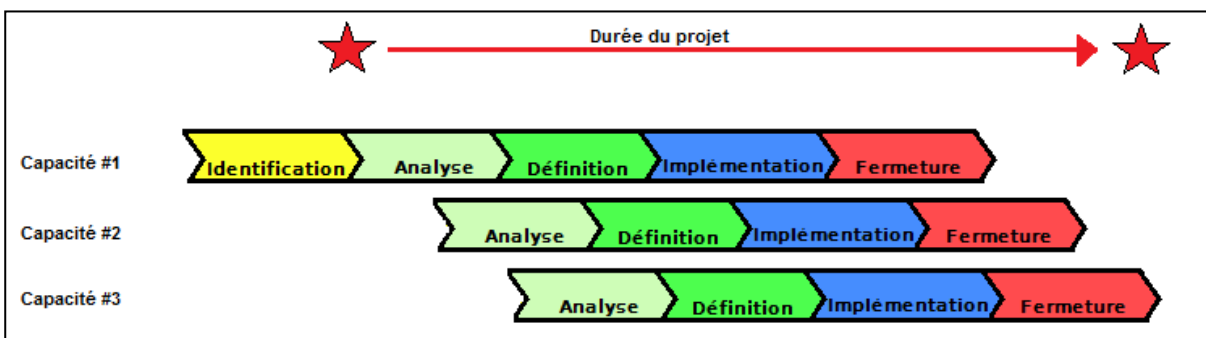 Durée du projet
Capacité #1
Identification
Analyse
Définition
Implémentation
Fermeture
Capacité #2
Analyse
Définition
Implémentation
Fermeture
Capacité #3
Analyse
Définition
Implémentation
Fermeture